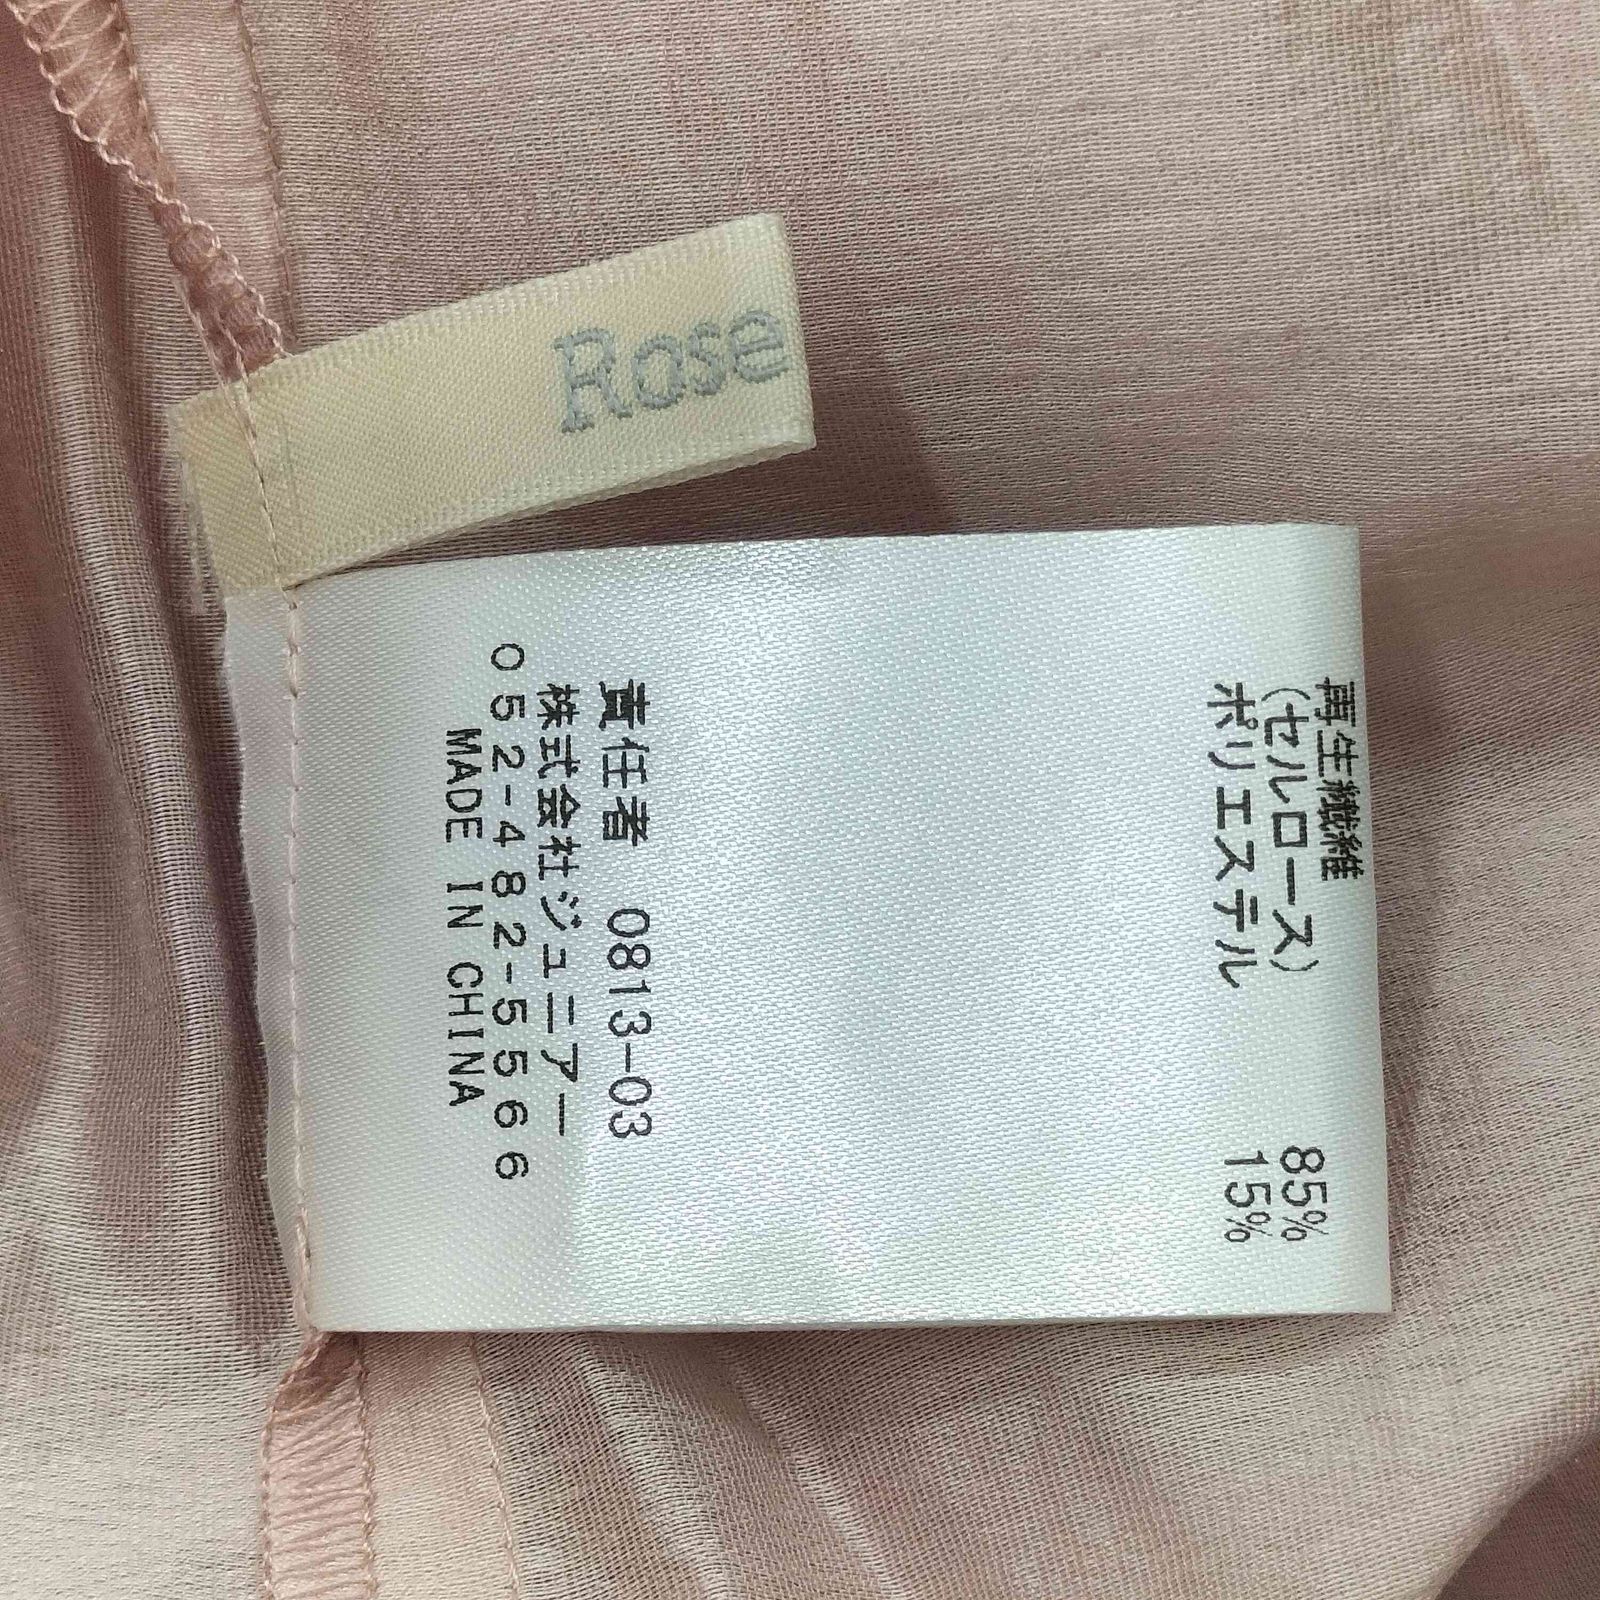 Rose
再生繊維
(セルロース) 85%
ポリエステル 15%
責任者 0813-03
株式会社ジュニアー
052-482-5566
MADE IN CHINA